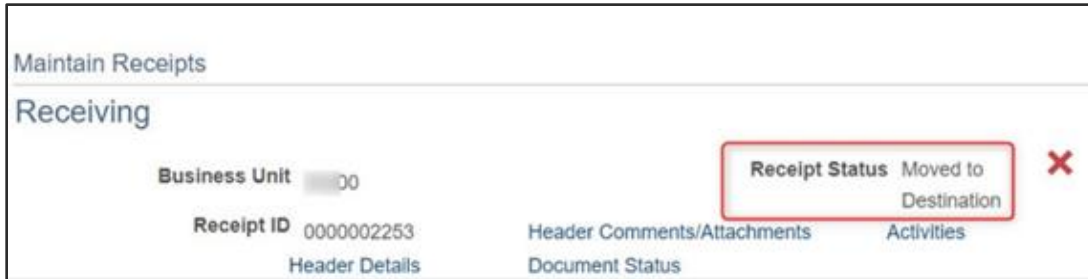 Maintain Receipts
Receiving
Business Unit 00 Receipt Status Moved to
Destination
Receipt ID 0000002253 Header Comments/Attachments Activities
Header Details Document Status